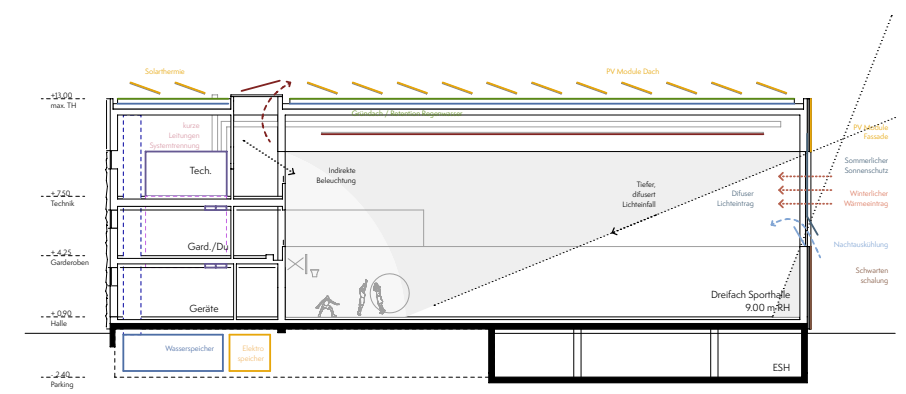 Solarthermie
PV Module Dach
+13,00
max. TH
Gründach / Retention Regenwasser
kurze
Leitungen
Systemtrennung
PV Module
Fassade
Tech.
Indirekte
Beleuchtung
Tiefer,
difusert
Lichteinfall
Difuser
Lichteintrag
Sommerlicher
Sonnenschutz
Winterlicher
Wärmeeintrag
+7,50
Technik
Gard./Du
Nachtauskühlung
+ 4,25
Garderoben
Schwarten
schalung
Geräte
Dreifach Sporthalle
9.00 m RH
+ 0,90
Halle
Wasserspeicher
Elektro
speicher
ESH
- 2,40
Parking